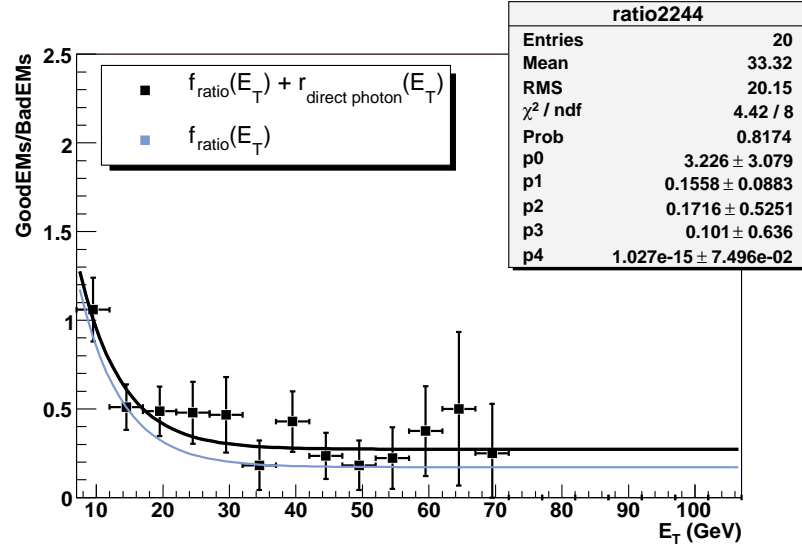 ratio2244
Entries 20
Mean 33.32
RMS 20.15
χ² / ndf 4.42 / 8
Prob 0.8174
p0 3.226 ± 3.079
p1 0.1558 ± 0.0883
p2 0.1716 ± 0.5251
p3 0.101 ± 0.636
p4 1.027e-15 ± 7.496e-02
f_ratio(E_T) + r_direct photon(E_T)
f_ratio(E_T)
GoodEMs/BadEMs
2.5
2
1.5
1
0.5
0
10 20 30 40 50 60 70 80 90 100
E_T (GeV)